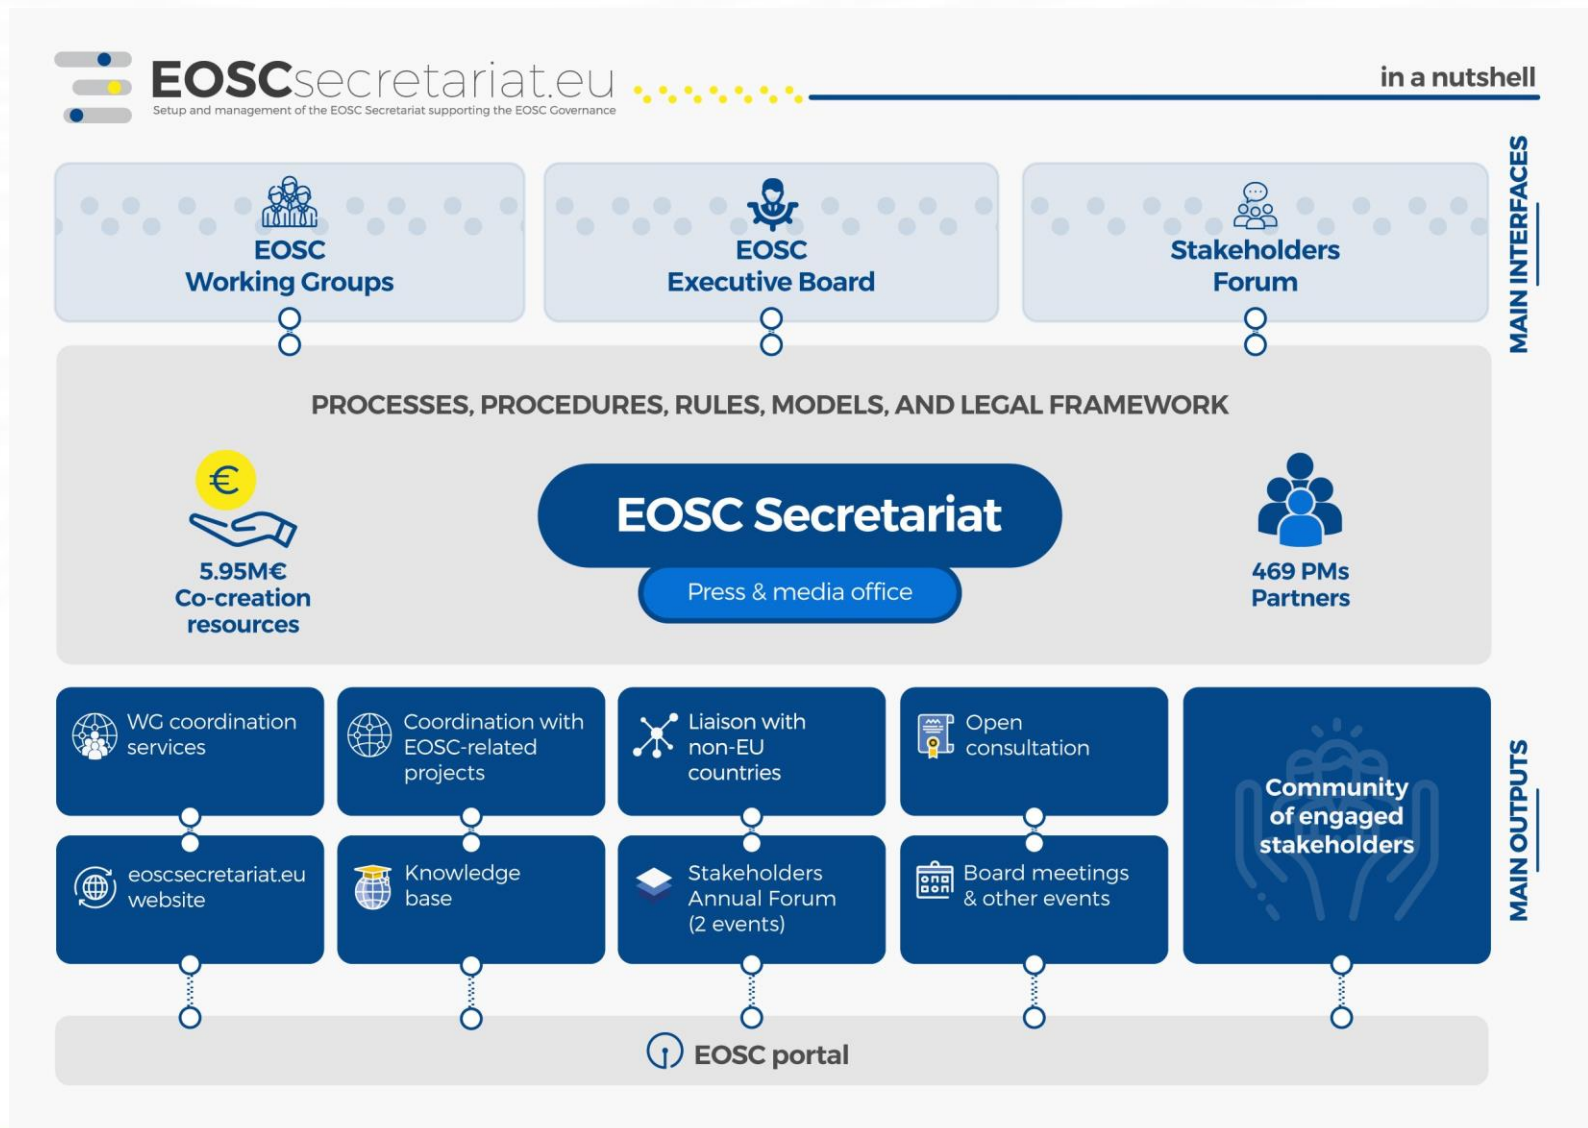 EOSCsecretariat.eu
Setup and management of the EOSC Secretariat supporting the EOSC Governance
in a nutshell
EOSC
Working Groups
EOSC
Executive Board
Stakeholders
Forum
MAIN INTERFACES
PROCESSES, PROCEDURES, RULES, MODELS, AND LEGAL FRAMEWORK
€
5.95M€
Co-creation
resources
EOSC Secretariat
Press & media office
469 PMs
Partners
WG coordination
services
Coordination with
EOSC-related
projects
Liaison with
non-EU
countries
Open
consultation
eoscsecretariat.eu
website
Knowledge
base
Stakeholders
Annual Forum
(2 events)
Board meetings
& other events
Community
of engaged
stakeholders
MAIN OUTPUTS
EOSC portal